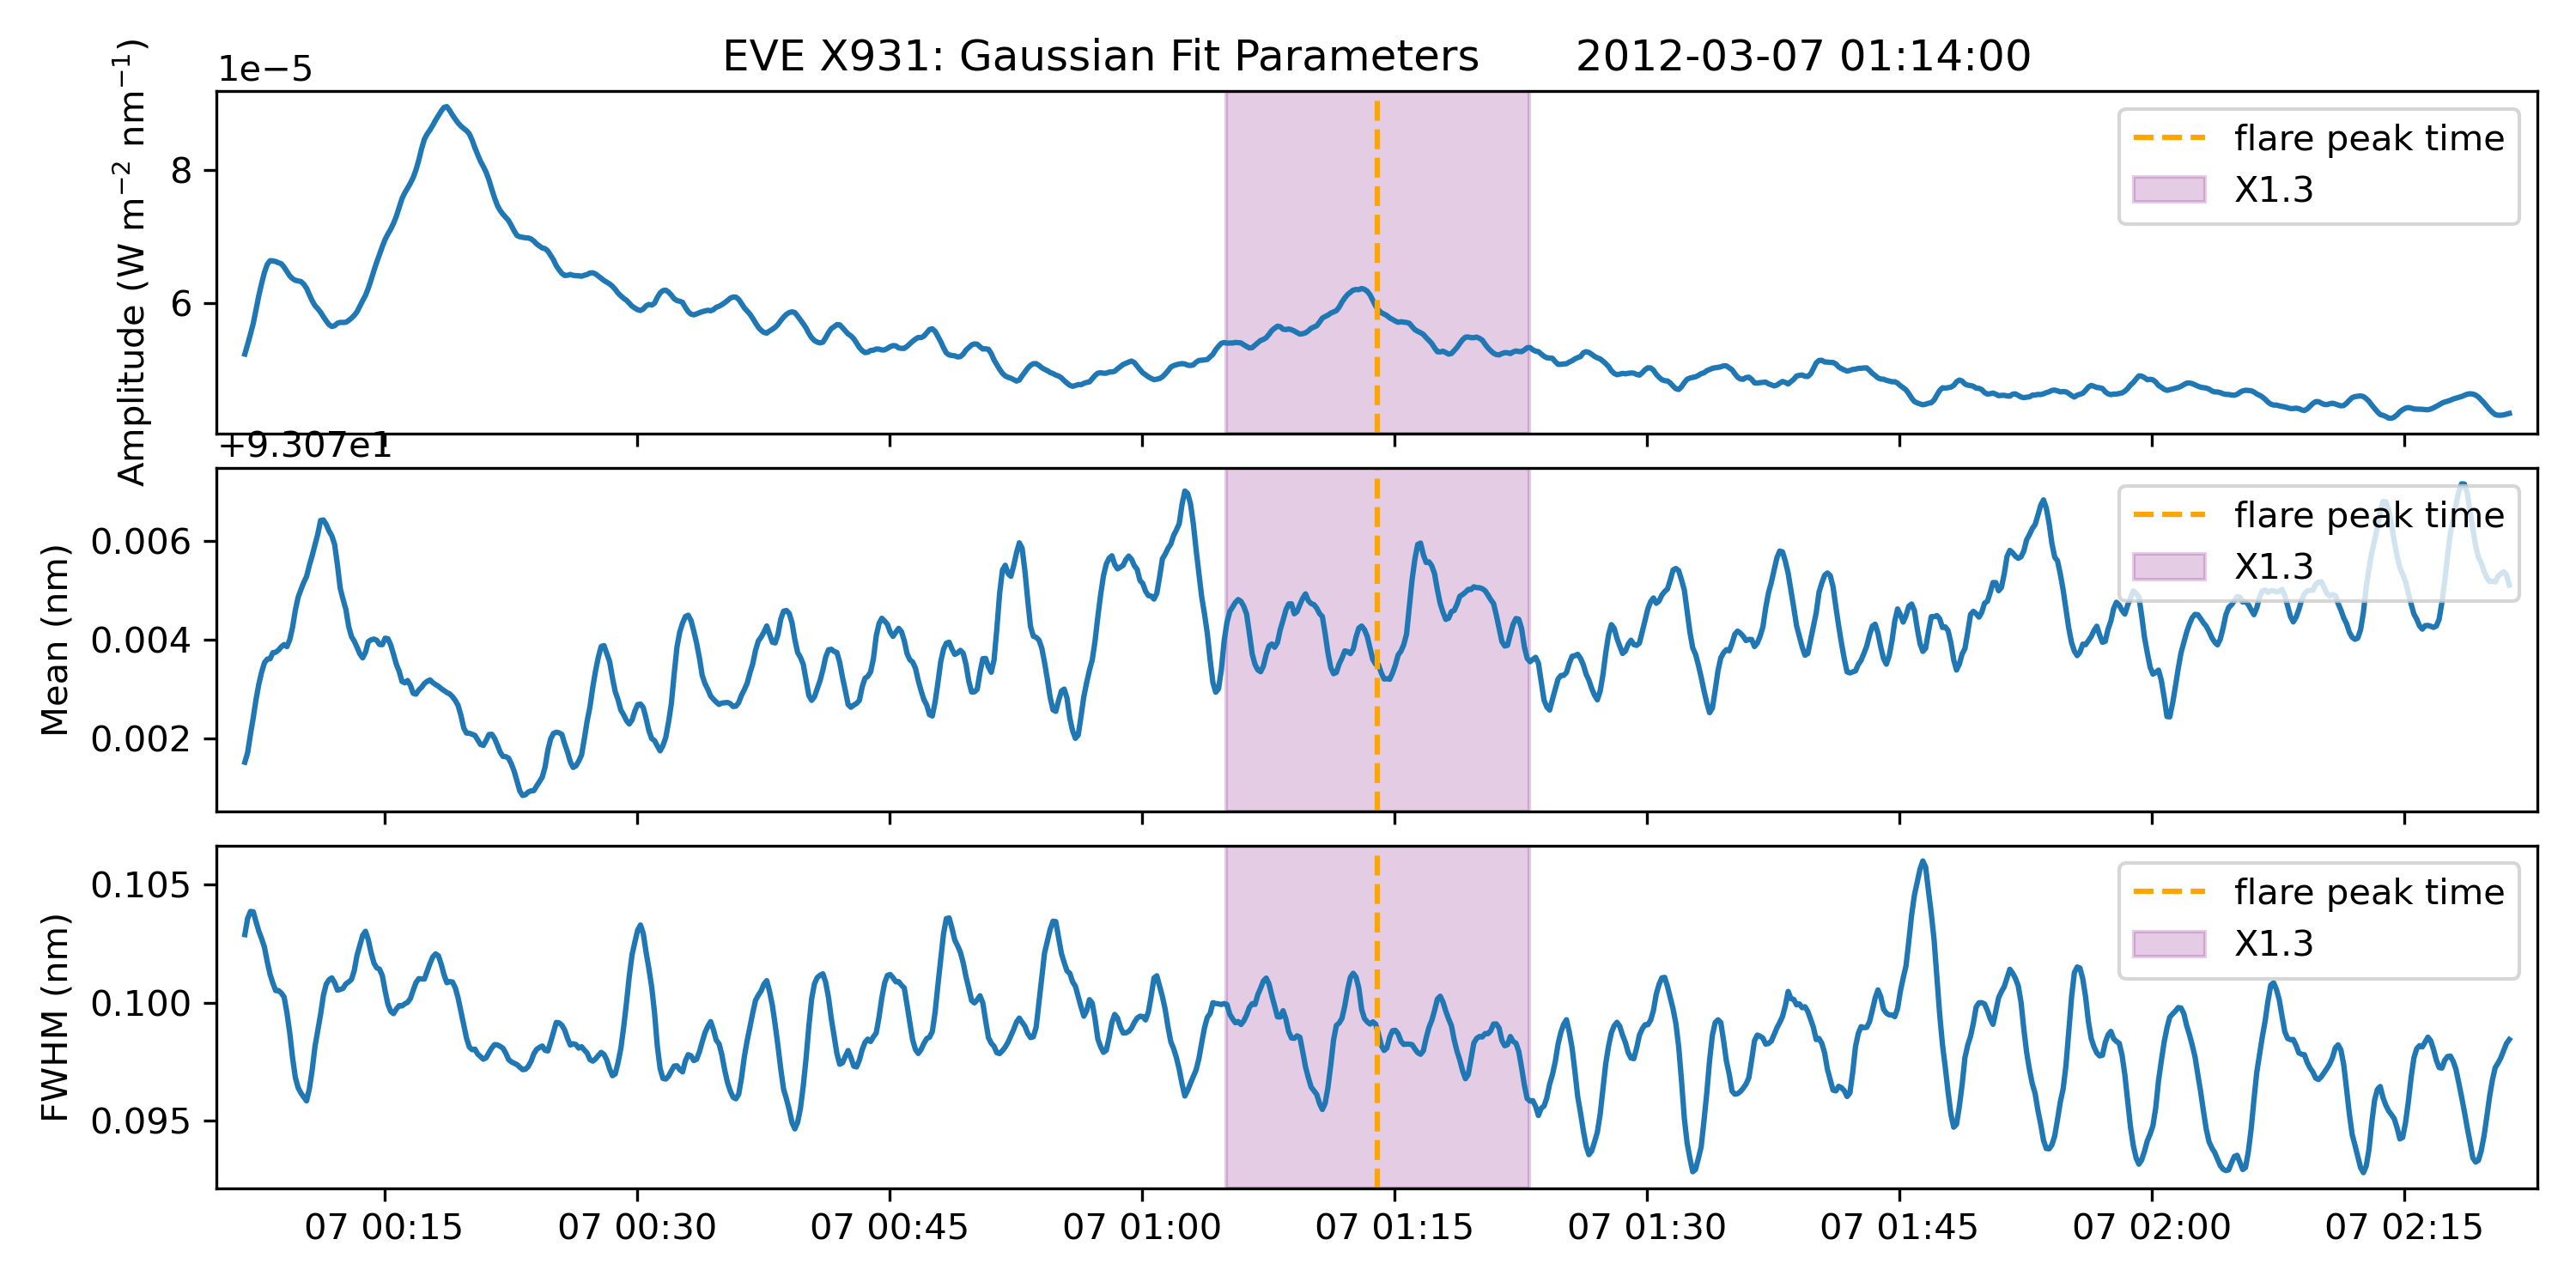 EVE X931: Gaussian Fit Parameters 2012-03-07 01:14:00
1e−5
Amplitude (W m⁻² nm⁻¹)
8
6
flare peak time
X1.3
+9.307e1
Mean (nm)
0.006
0.004
0.002
flare peak time
X1.3
FWHM (nm)
0.105
0.100
0.095
flare peak time
X1.3
07 00:15 07 00:30 07 00:45 07 01:00 07 01:15 07 01:30 07 01:45 07 02:00 07 02:15